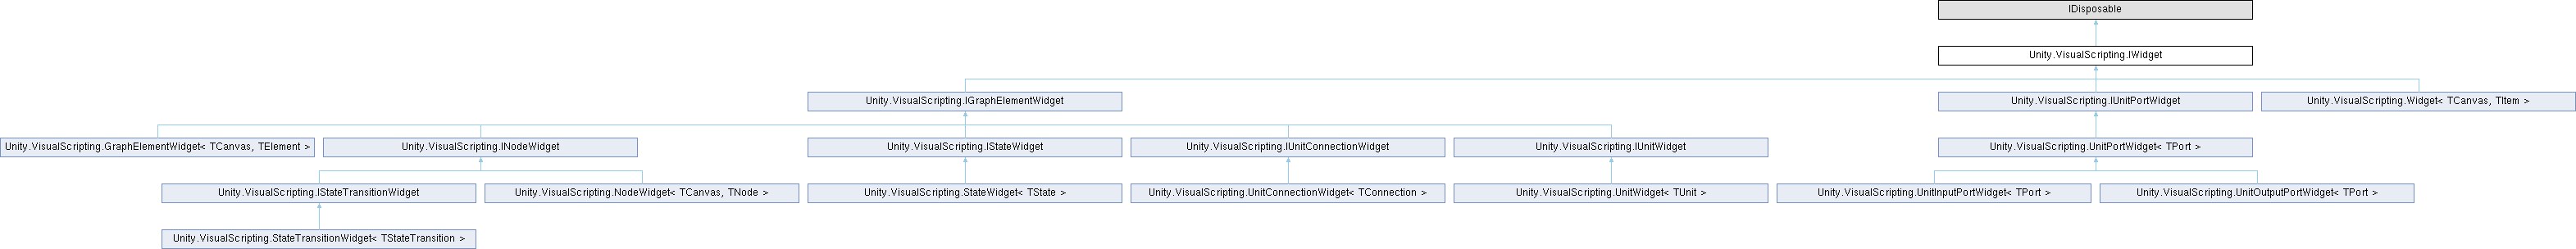 IDisposable
Unity.VisualScripting.IWidget
Unity.VisualScripting.IGraphElementWidget
Unity.VisualScripting.IUnitPortWidget
Unity.VisualScripting.Widget< TCanvas, TItem >
Unity.VisualScripting.GraphElementWidget< TCanvas, TElement >
Unity.VisualScripting.INodeWidget
Unity.VisualScripting.IStateWidget
Unity.VisualScripting.IUnitConnectionWidget
Unity.VisualScripting.IUnitWidget
Unity.VisualScripting.UnitPortWidget< TPort >
Unity.VisualScripting.IStateTransitionWidget
Unity.VisualScripting.NodeWidget< TCanvas, TNode >
Unity.VisualScripting.StateWidget< TState >
Unity.VisualScripting.UnitConnectionWidget< TConnection >
Unity.VisualScripting.UnitWidget< TUnit >
Unity.VisualScripting.UnitInputPortWidget< TPort >
Unity.VisualScripting.UnitOutputPortWidget< TPort >
Unity.VisualScripting.StateTransitionWidget< TStateTransition >